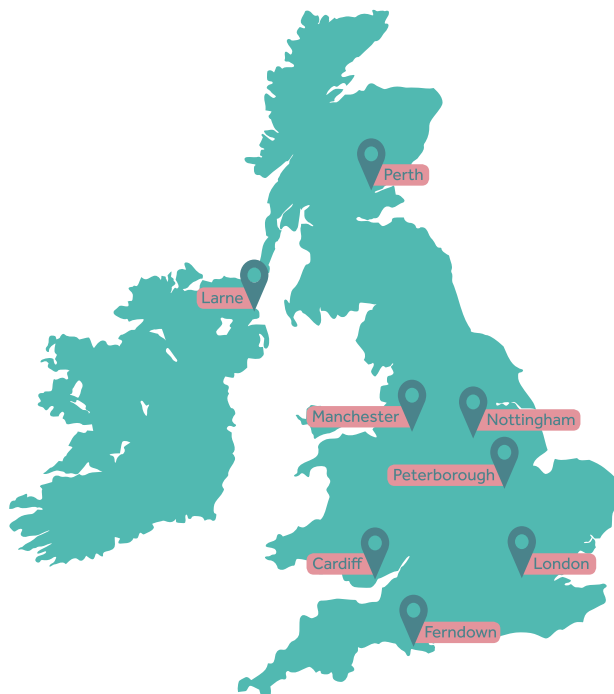 Perth
Larne
Manchester
Nottingham
Peterborough
Cardiff
London
Ferndown